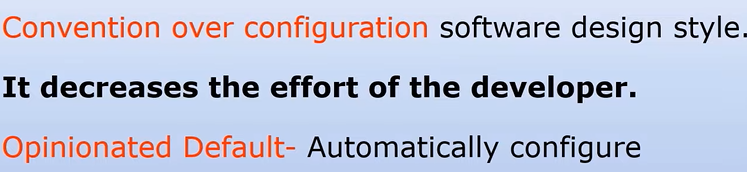 Convention over configuration software design style.
It decreases the effort of the developer.
Opinionated Default- Automatically configure